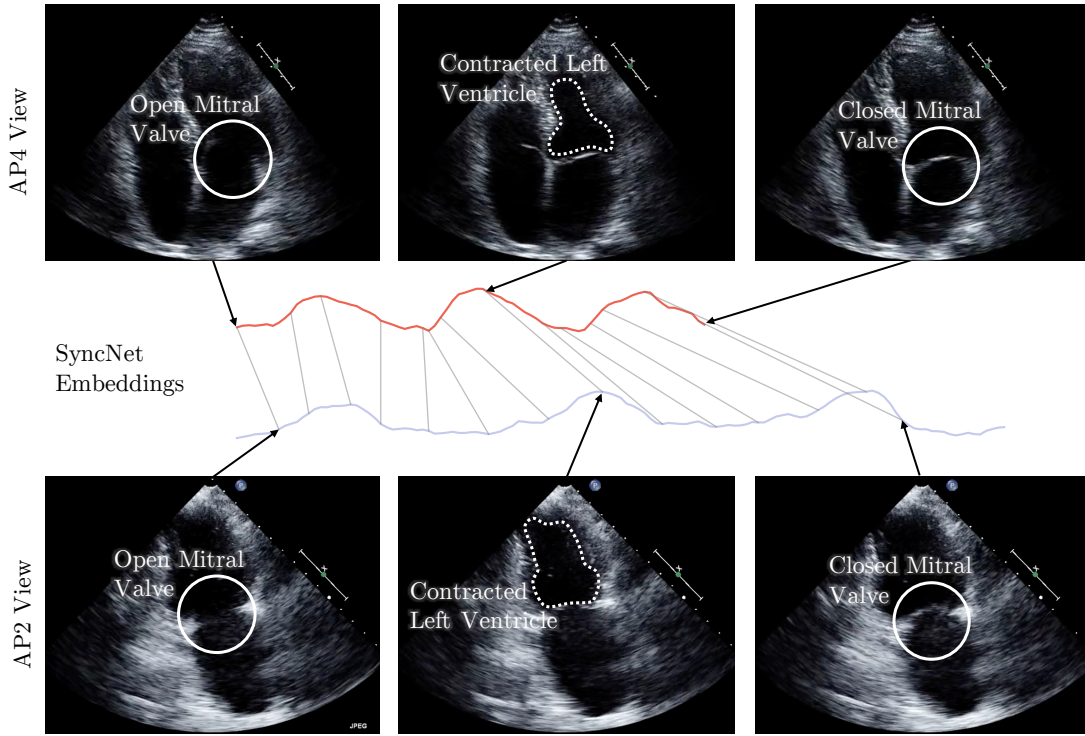 AP4 View
Open Mitral
Valve
Contracted Left
Ventricle
Closed Mitral
Valve
SyncNet
Embeddings
AP2 View
P
Open Mitral
Valve
JPEG
P
Contracted
Left Ventricle
P
Closed Mitral
Valve